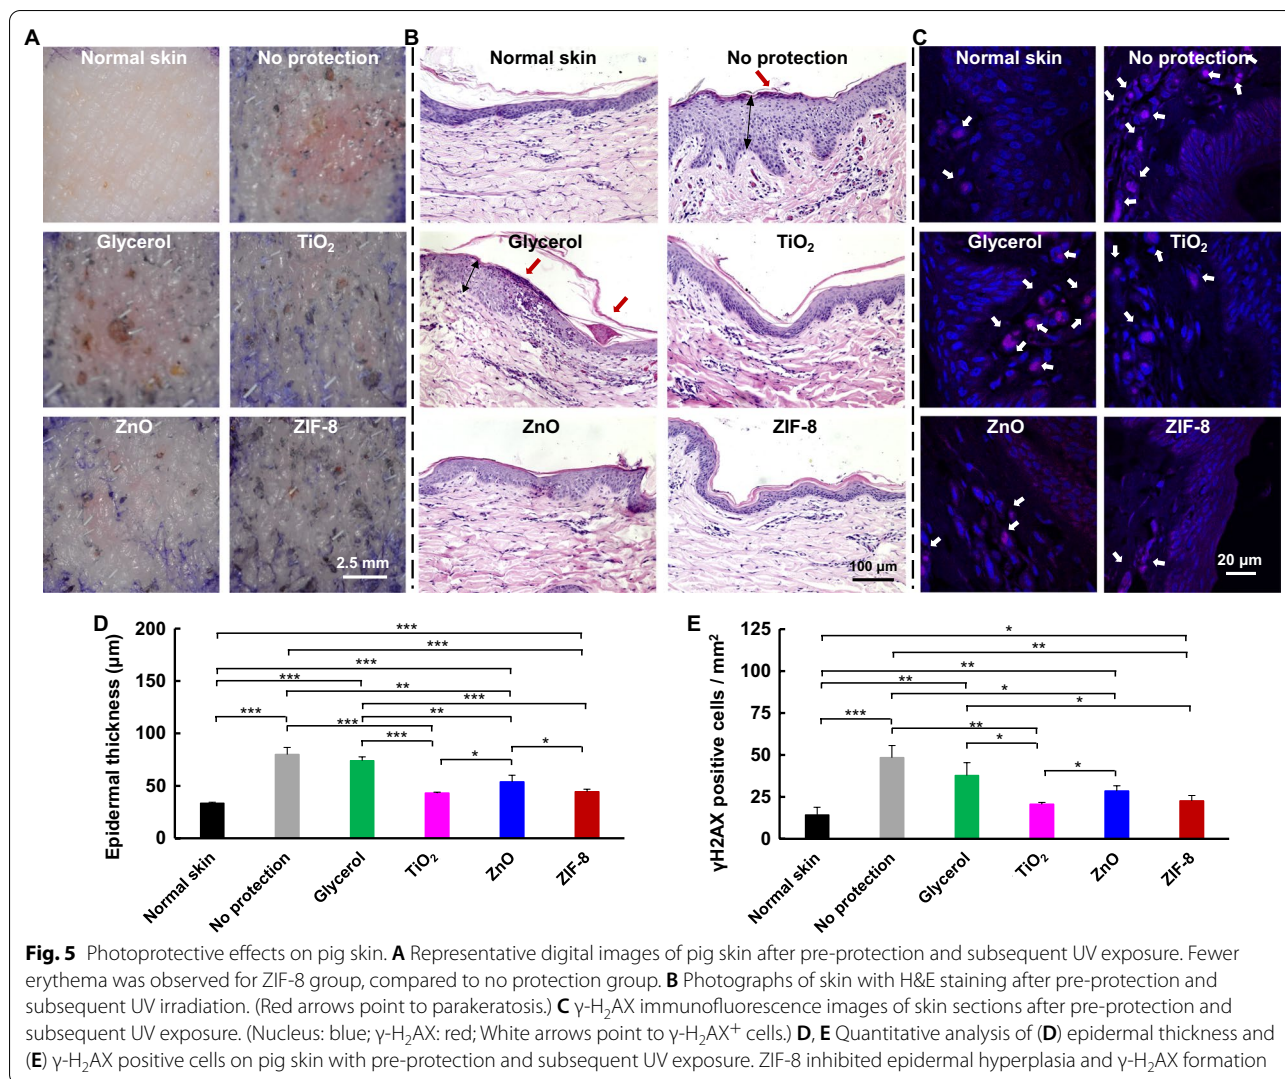 A
B
C
Normal skin
No protection
Normal skin
No protection
Normal skin
No protection
Glycerol
TiO₂
Glycerol
TiO₂
Glycerol
TiO₂
ZnO
ZIF-8
ZnO
ZIF-8
ZnO
ZIF-8
2.5 mm
100 µm
20 µm
D
Epidermal thickness (µm)
200
150
100
50
0
***
***
***
***
**
***
**
***
***
***
*
*
Normal skin
No protection
Glycerol
TiO₂
ZnO
ZIF-8
E
γH2AX positive cells / mm²
125
100
75
50
25
0
*
**
**
**
*
*
***
**
*
*
Normal skin
No protection
Glycerol
TiO₂
ZnO
ZIF-8
Fig. 5 Photoprotective effects on pig skin. A Representative digital images of pig skin after pre-protection and subsequent UV exposure. Fewer
erythema was observed for ZIF-8 group, compared to no protection group. B Photographs of skin with H&E staining after pre-protection and
subsequent UV irradiation. (Red arrows point to parakeratosis.) C γ-H₂AX immunofluorescence images of skin sections after pre-protection and
subsequent UV exposure. (Nucleus: blue; γ-H₂AX: red; White arrows point to γ-H₂AX⁺ cells.) D, E Quantitative analysis of (D) epidermal thickness and
(E) γ-H₂AX positive cells on pig skin with pre-protection and subsequent UV exposure. ZIF-8 inhibited epidermal hyperplasia and γ-H₂AX formation